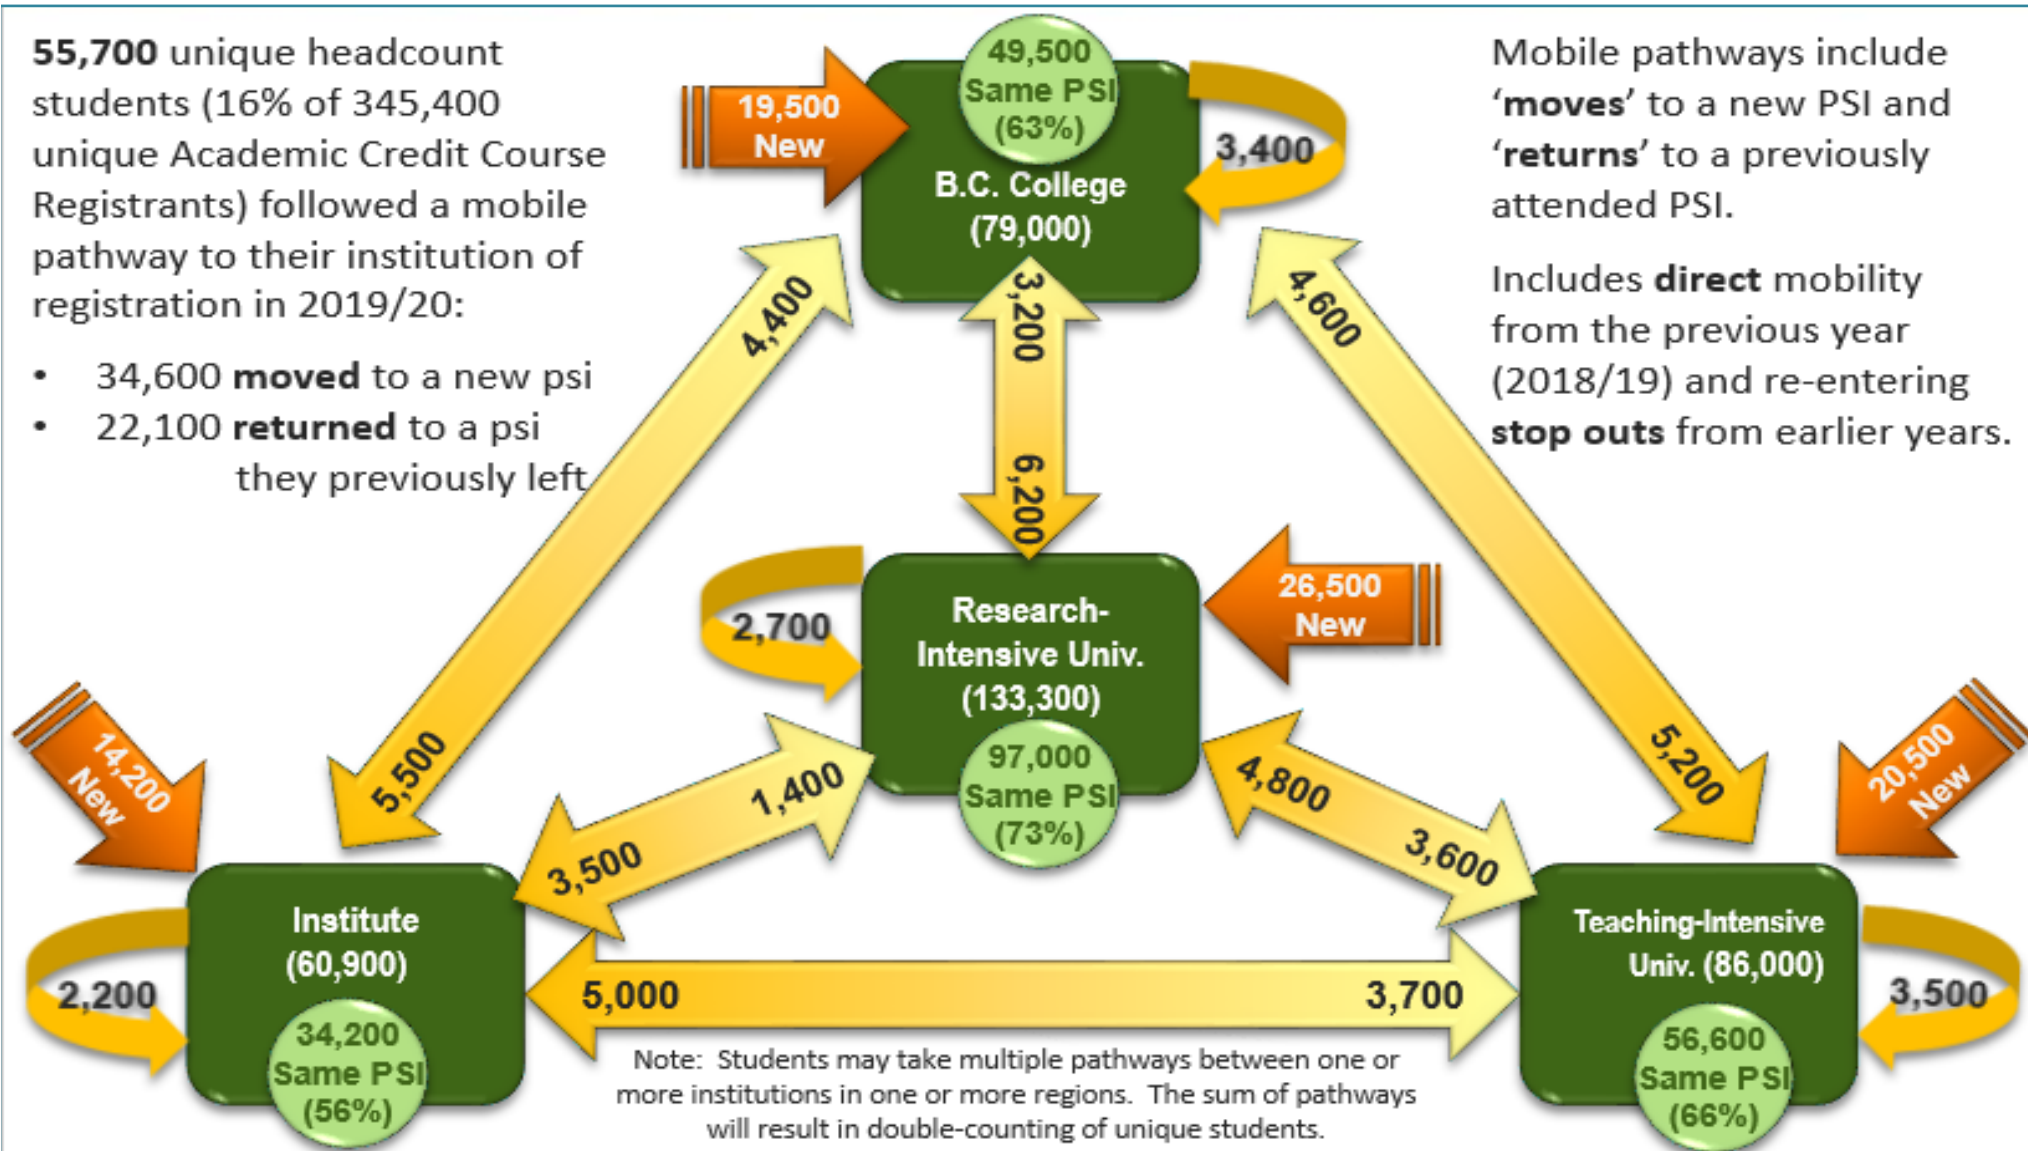 55,700 unique headcount
students (16% of 345,400
unique Academic Credit Course
Registrants) followed a mobile
pathway to their institution of
registration in 2019/20:
• 34,600 moved to a new psi
• 22,100 returned to a psi
they previously left
19,500
New
49,500
Same PSI
(63%)
B.C. College
(79,000)
3,400
Mobile pathways include
‘moves’ to a new PSI and
‘returns’ to a previously
attended PSI.
Includes direct mobility
from the previous year
(2018/19) and re-entering
stop outs from earlier years.
4,400
5,500
3,200
6,200
4,600
5,200
2,700
Research-
Intensive Univ.
(133,300)
97,000
Same PSI
(73%)
26,500
New
14,200
New
20,500
New
1,400
3,500
4,800
3,600
Institute
(60,900)
34,200
Same PSI
(56%)
2,200
5,000
3,700
Teaching-Intensive
Univ. (86,000)
56,600
Same PSI
(66%)
3,500
Note: Students may take multiple pathways between one or
more institutions in one or more regions. The sum of pathways
will result in double-counting of unique students.